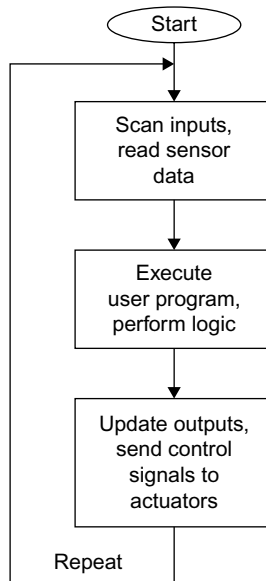 Start
Scan inputs,
read sensor
data
Execute
user program,
perform logic
Update outputs,
send control
signals to
actuators
Repeat